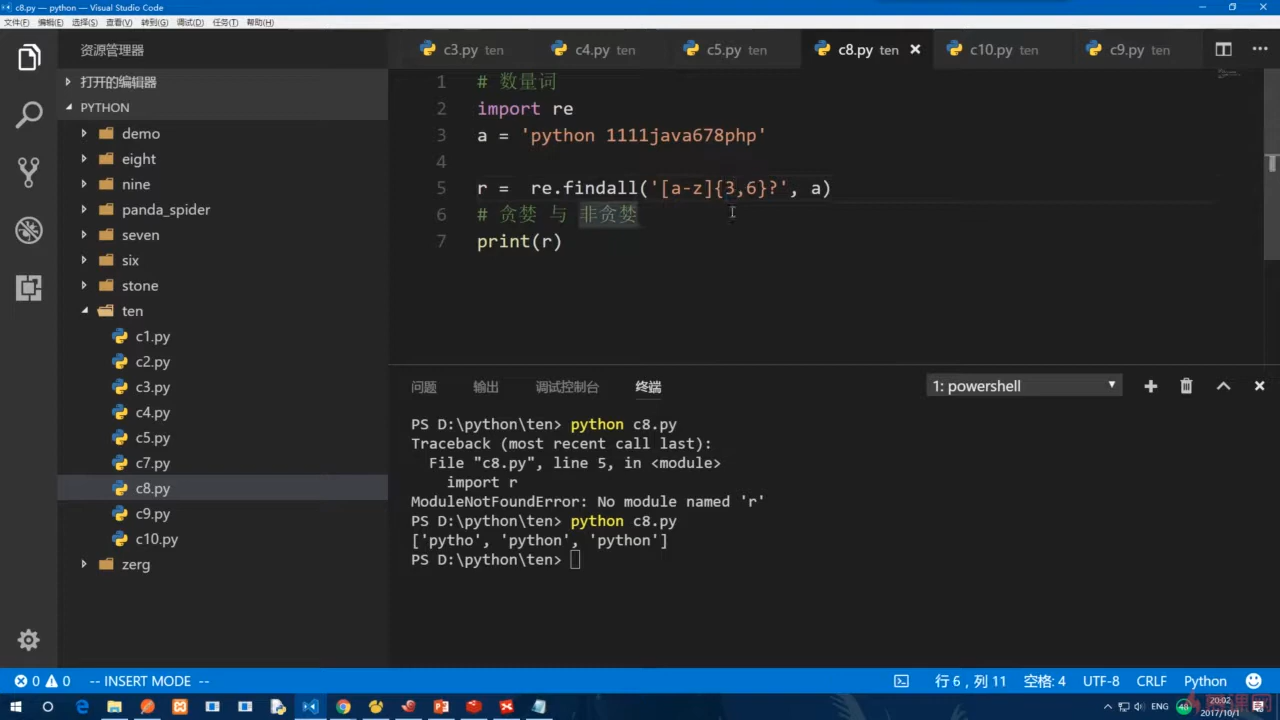 c8.py — python — Visual Studio Code
文件(F) 编辑(E) 选择(S) 查看(V) 转到(G) 调试(D) 任务(T) 帮助(H)
资源管理器
c3.py ten c4.py ten c5.py ten c8.py ten c10.py ten c9.py ten
打开的编辑器
PYTHON
demo
eight
nine
panda_spider
seven
six
stone
ten
c1.py
c2.py
c3.py
c4.py
c5.py
c7.py
c8.py
c9.py
c10.py
zerg
1 # 数量词
2 import re
3 a = 'python 1111java678php'
4
5 r =  re.findall('[a-z]{3,6}?', a)
6 # 贪婪 与 非贪婪
7 print(r)
问题 输出 调试控制台 终端 1: powershell
PS D:\python\ten> python c8.py
Traceback (most recent call last):
  File "c8.py", line 5, in <module>
    import r
ModuleNotFoundError: No module named 'r'
PS D:\python\ten> python c8.py
['pytho', 'python', 'python']
PS D:\python\ten>
0 0 -- INSERT MODE -- 行 6，列 11 空格: 4 UTF-8 CRLF Python
ENG 48 20:02
2017/10/1